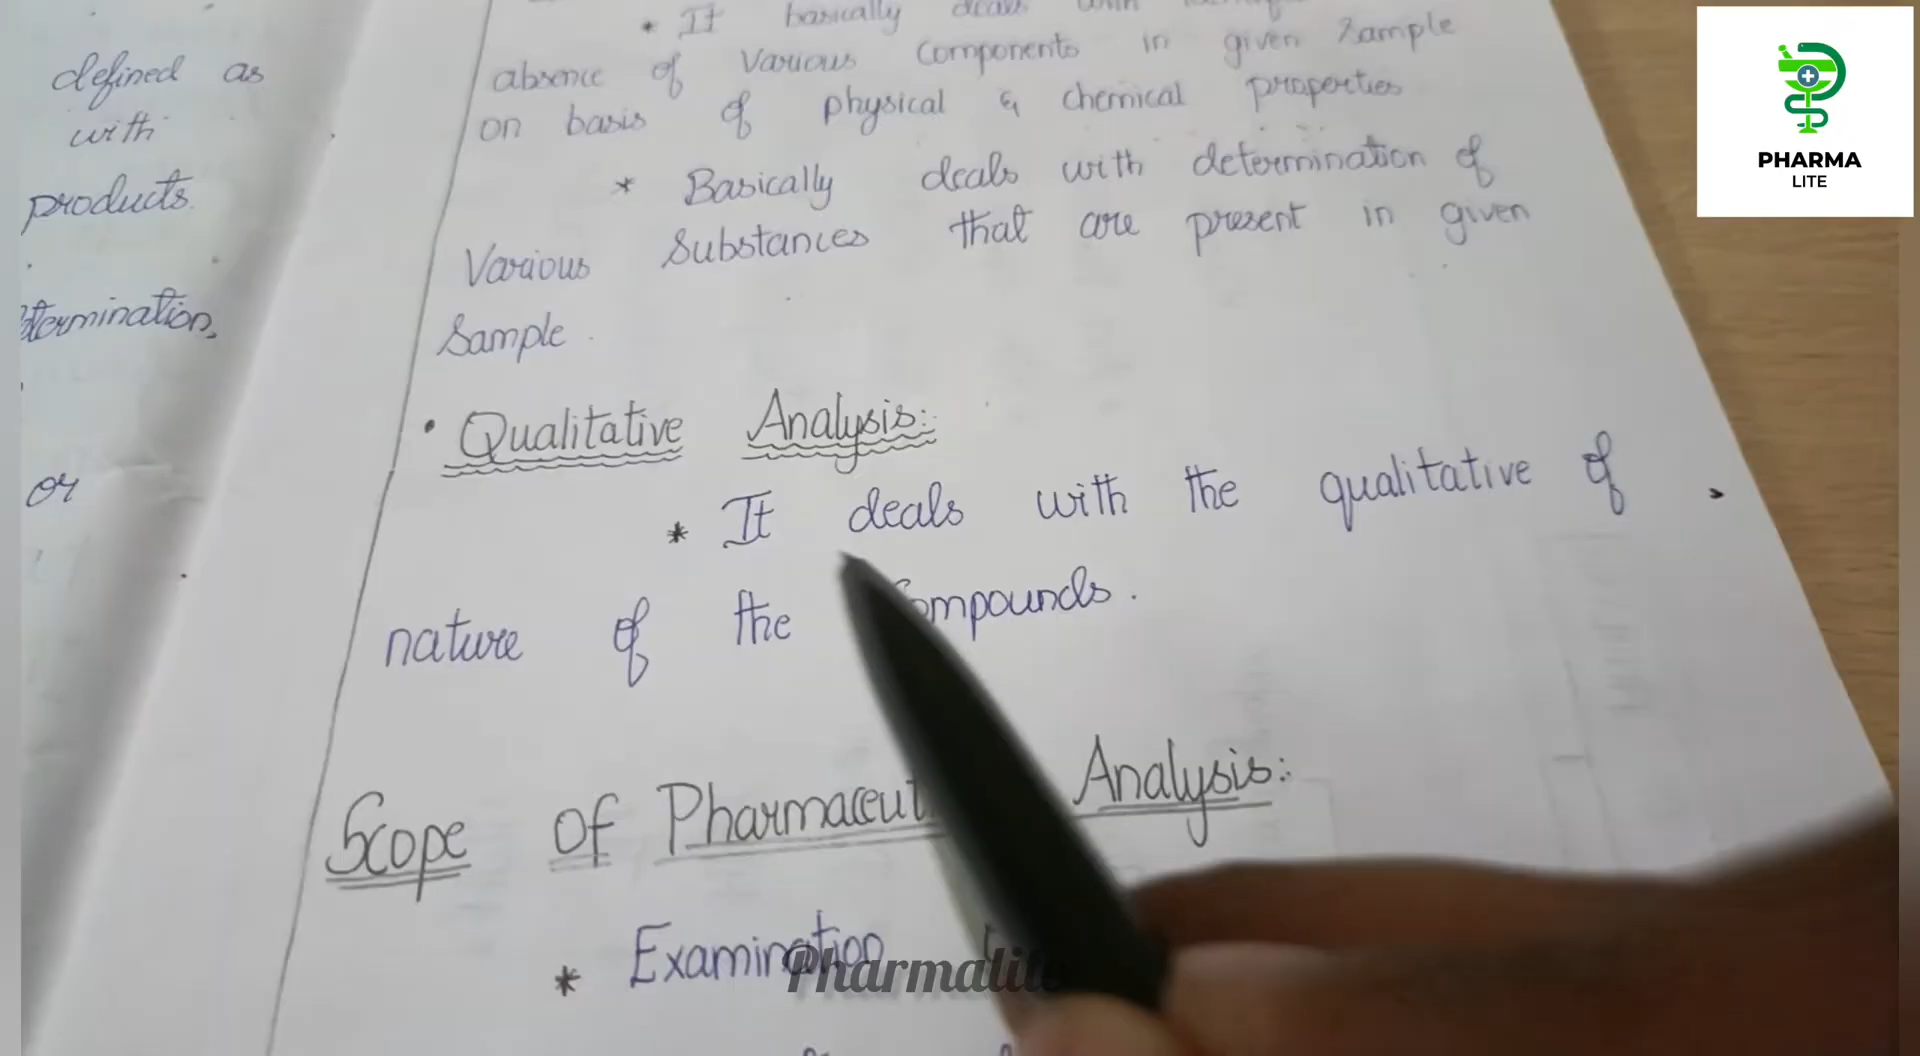 defined as
with
products.
termination,
or
* It basically deals with
absence of Various Components in given Sample
on basis of physical & chemical properties
* Basically deals with determination of
Various Substances that are present in given
Sample.
• Qualitative Analysis:
* It deals with the qualitative of
nature of the Compounds.
Scope of Pharmaceut Analysis:
* Examination
@Pharmalite
PHARMA
LITE